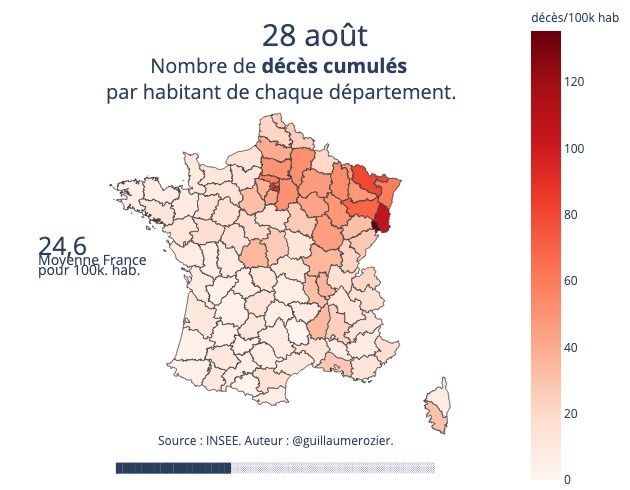 décès/100k hab
28 août
Nombre de décès cumulés
par habitant de chaque département.
120
100
80
60
40
20
0
24,6
Moyenne France
pour 100k. hab.
Source : INSEE. Auteur : @guillaumerozier.